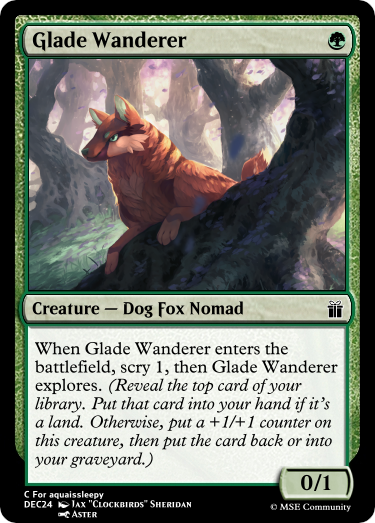 Glade Wanderer
Creature — Dog Fox Nomad
When Glade Wanderer enters the
battlefield, scry 1, then Glade Wanderer
explores. (Reveal the top card of your
library. Put that card into your hand if it's
a land. Otherwise, put a +1/+1 counter on
this creature, then put the card back or into
your graveyard.)
0/1
C For aquaissleepy
DEC24 Jax "Clockbirds" Sheridan
Aster
© MSE Community